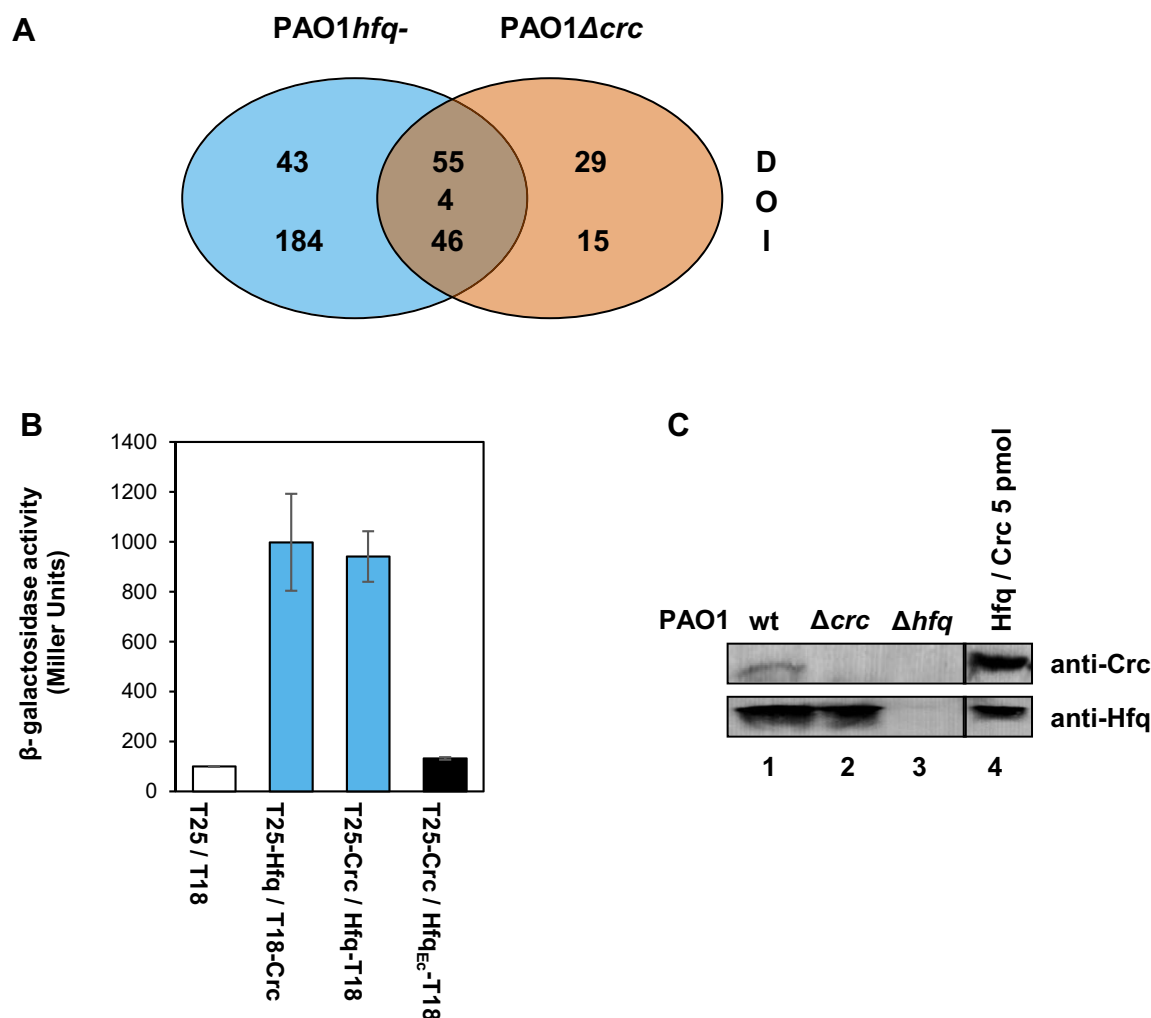 A
PAO1hfq- PAO1Δcrc
43 55 29 D
4 O
184 46 15 I
B
β-galactosidase activity
(Miller Units)
1400
1200
1000
800
600
400
200
0
T25 / T18
T25-Hfq / T18-Crc
T25-Crc / Hfq-T18
T25-Crc / HfqEc-T18
C
Hfq / Crc 5 pmol
PAO1 wt Δcrc Δhfq
anti-Crc
anti-Hfq
1 2 3 4